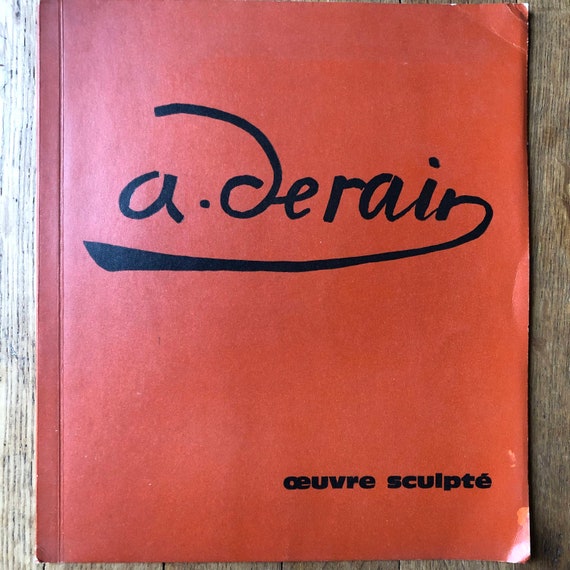 a. derain
œuvre sculpté